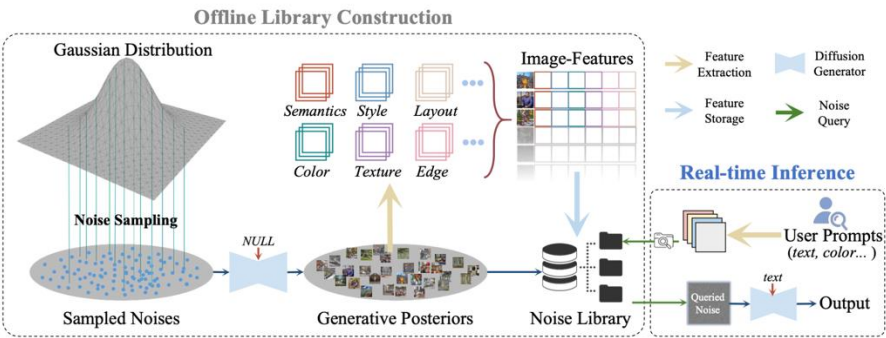 Offline Library Construction
Gaussian Distribution
Noise Sampling
Sampled Noises
NULL
Semantics
Style
Layout
Color
Texture
Edge
Generative Posteriors
Image-Features
Noise Library
Feature
Extraction
Diffusion
Generator
Feature
Storage
Noise
Query
Real-time Inference
User Prompts
(text, color... )
Queried
Noise
text
Output